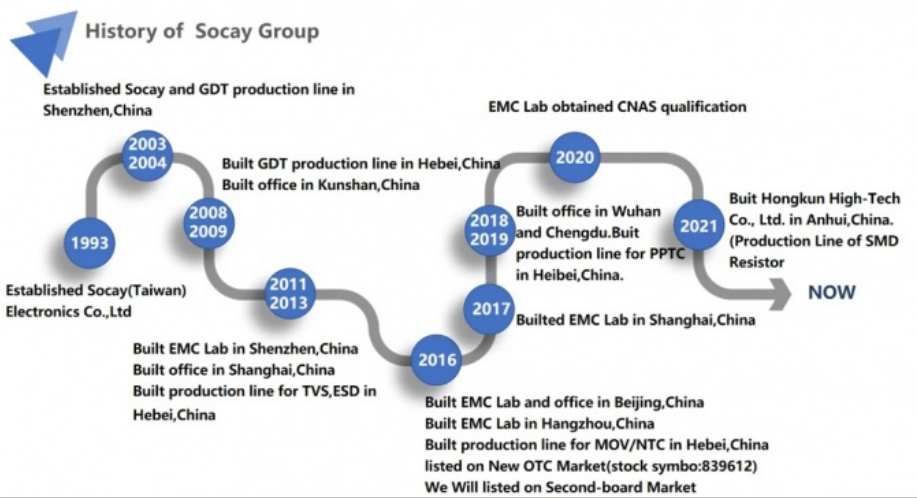 History of Socay Group
Established Socay and GDT production line in
Shenzhen,China
2003
2004
1993
Established Socay(Taiwan)
Electronics Co.,Ltd
Built GDT production line in Hebei,China
Built office in Kunshan,China
2008
2009
2011
2013
Built EMC Lab in Shenzhen,China
Built office in Shanghai,China
Built production line for TVS,ESD in
Hebei,China
2016
Built EMC Lab and office in Beijing,China
Built EMC Lab in Hangzhou,China
Built production line for MOV/NTC in Hebei,China
listed on New OTC Market(stock symbo:839612)
We Will listed on Second-board Market
2017
Builted EMC Lab in Shanghai,China
2018
2019
Built office in Wuhan
and Chengdu.Buit
production line for PPTC
in Heibei,China.
EMC Lab obtained CNAS qualification
2020
2021
Buit Hongkun High-Tech
Co., Ltd. in Anhui,China.
(Production Line of SMD
Resistor
NOW